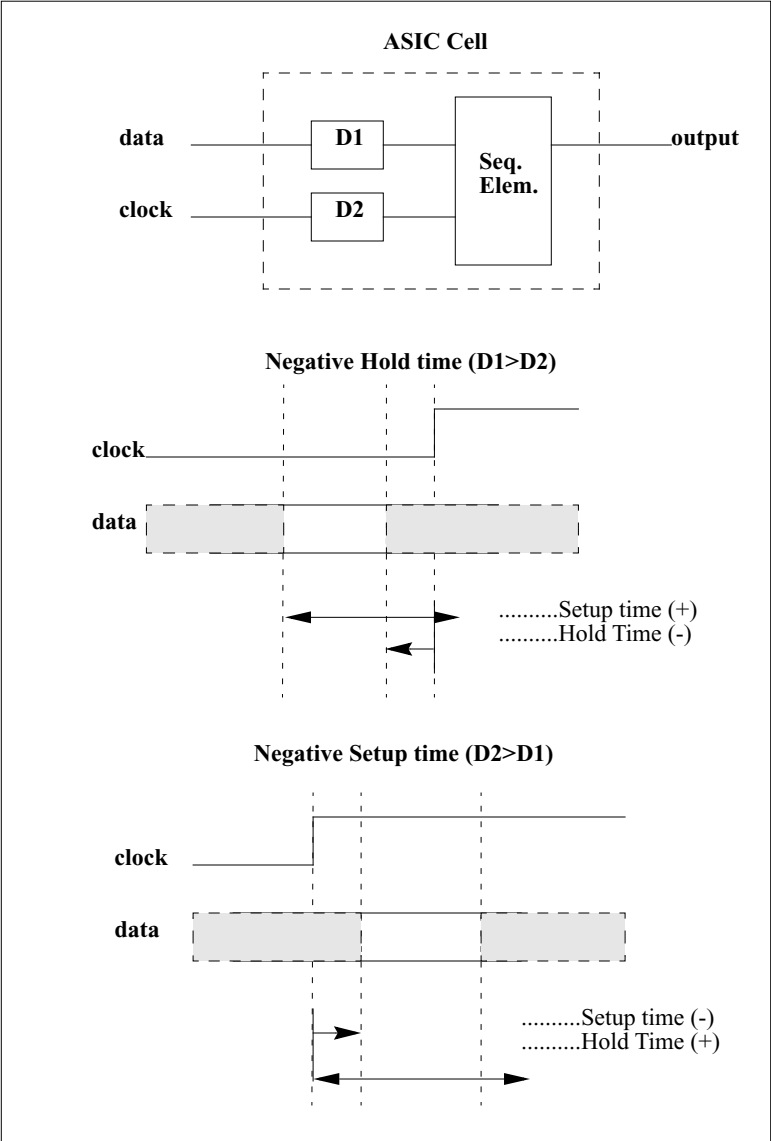 ASIC Cell
data D1 output
Seq.
Elem.
clock D2
Negative Hold time (D1>D2)
clock
data
..........Setup time (+)
..........Hold Time (-)
Negative Setup time (D2>D1)
clock
data
..........Setup time (-)
..........Hold Time (+)